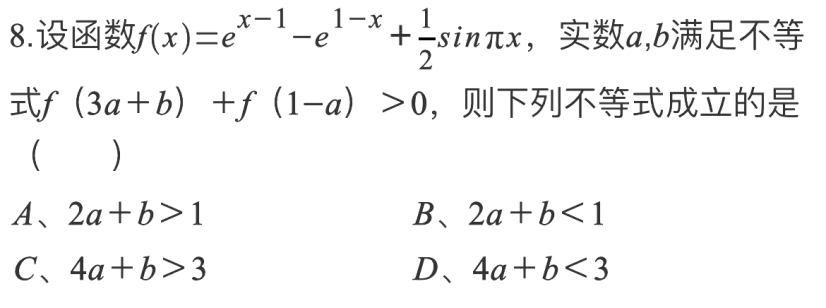 8.设函数f(x)=e^{x-1}-e^{1-x}+\frac{1}{2}sinπx，实数a,b满足不等
式f（3a+b）+f（1-a）>0，则下列不等式成立的是
（    ）
A、2a+b>1 B、2a+b<1
C、4a+b>3 D、4a+b<3